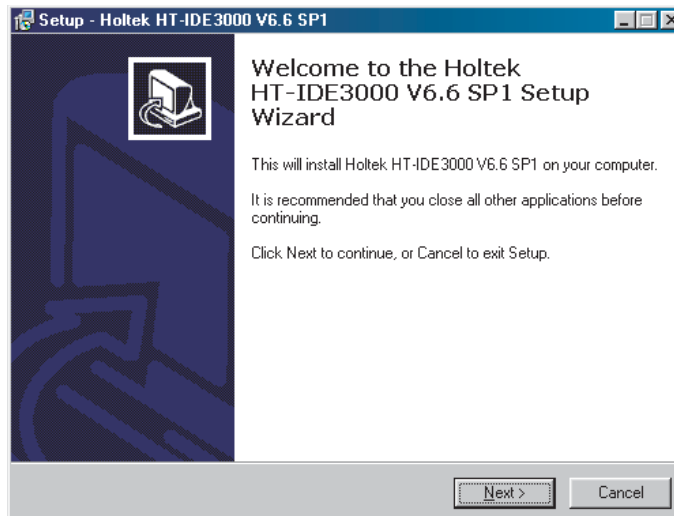 Setup - Holtek HT-IDE3000 V6.6 SP1
Welcome to the Holtek
HT-IDE3000 V6.6 SP1 Setup
Wizard
This will install Holtek HT-IDE3000 V6.6 SP1 on your computer.
It is recommended that you close all other applications before
continuing.
Click Next to continue, or Cancel to exit Setup.
Next >
Cancel